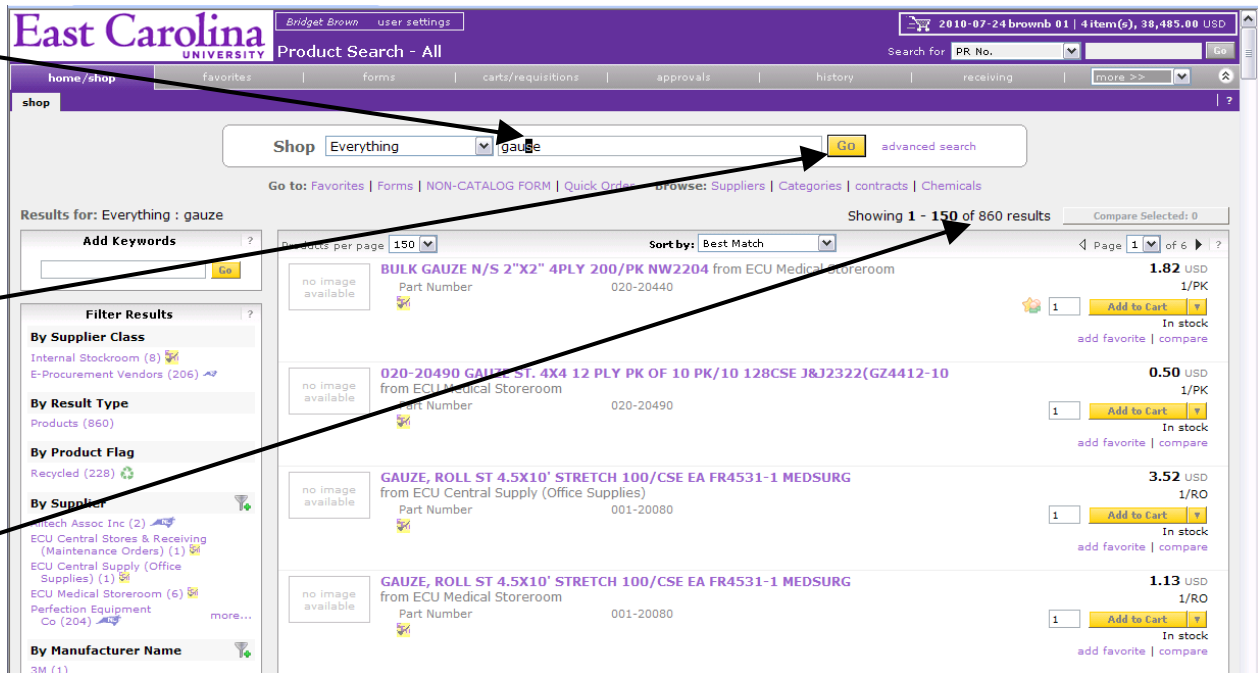 East Carolina
UNIVERSITY
Bridget Brown user settings
2010-07-24 brownb 01 | 4 item(s), 38,485.00 USD
Product Search - All
Search for PR No. Go
home/shop favorites | forms | carts/requisitions | approvals | history | receiving | more >>
shop | ?
Shop Everything gause Go advanced search
Go to: Favorites | Forms | NON-CATALOG FORM | Quick Order Browse: Suppliers | Categories | contracts | Chemicals
Results for: Everything : gauze
Showing 1 - 150 of 860 results Compare Selected: 0
Add Keywords ?
Go
Filter Results ?
By Supplier Class
Internal Stockroom (8)
E-Procurement Vendors (206)
By Result Type
Products (860)
By Product Flag
Recycled (228)
By Supplier
Alltech Assoc Inc (2)
ECU Central Stores & Receiving
(Maintenance Orders) (1)
ECU Central Supply (Office
Supplies) (1)
ECU Medical Storeroom (6)
Perfection Equipment
Co (204) more...
By Manufacturer Name
3M (1)
Products per page 150 Sort by: Best Match Page 1 of 6 ?
no image
available
BULK GAUZE N/S 2"X2" 4PLY 200/PK NW2204 from ECU Medical Storeroom
Part Number 020-20440
1.82 USD
1/PK
1 Add to Cart
In stock
add favorite | compare
no image
available
020-20490 GAUZE ST. 4X4 12 PLY PK OF 10 PK/10 128CSE J&J2322(GZ4412-10
from ECU Medical Storeroom
Part Number 020-20490
0.50 USD
1/PK
1 Add to Cart
In stock
add favorite | compare
no image
available
GAUZE, ROLL ST 4.5X10' STRETCH 100/CSE EA FR4531-1 MEDSURG
from ECU Central Supply (Office Supplies)
Part Number 001-20080
3.52 USD
1/RO
1 Add to Cart
In stock
add favorite | compare
no image
available
GAUZE, ROLL ST 4.5X10' STRETCH 100/CSE EA FR4531-1 MEDSURG
from ECU Medical Storeroom
Part Number 001-20080
1.13 USD
1/RO
1 Add to Cart
In stock
add favorite | compare